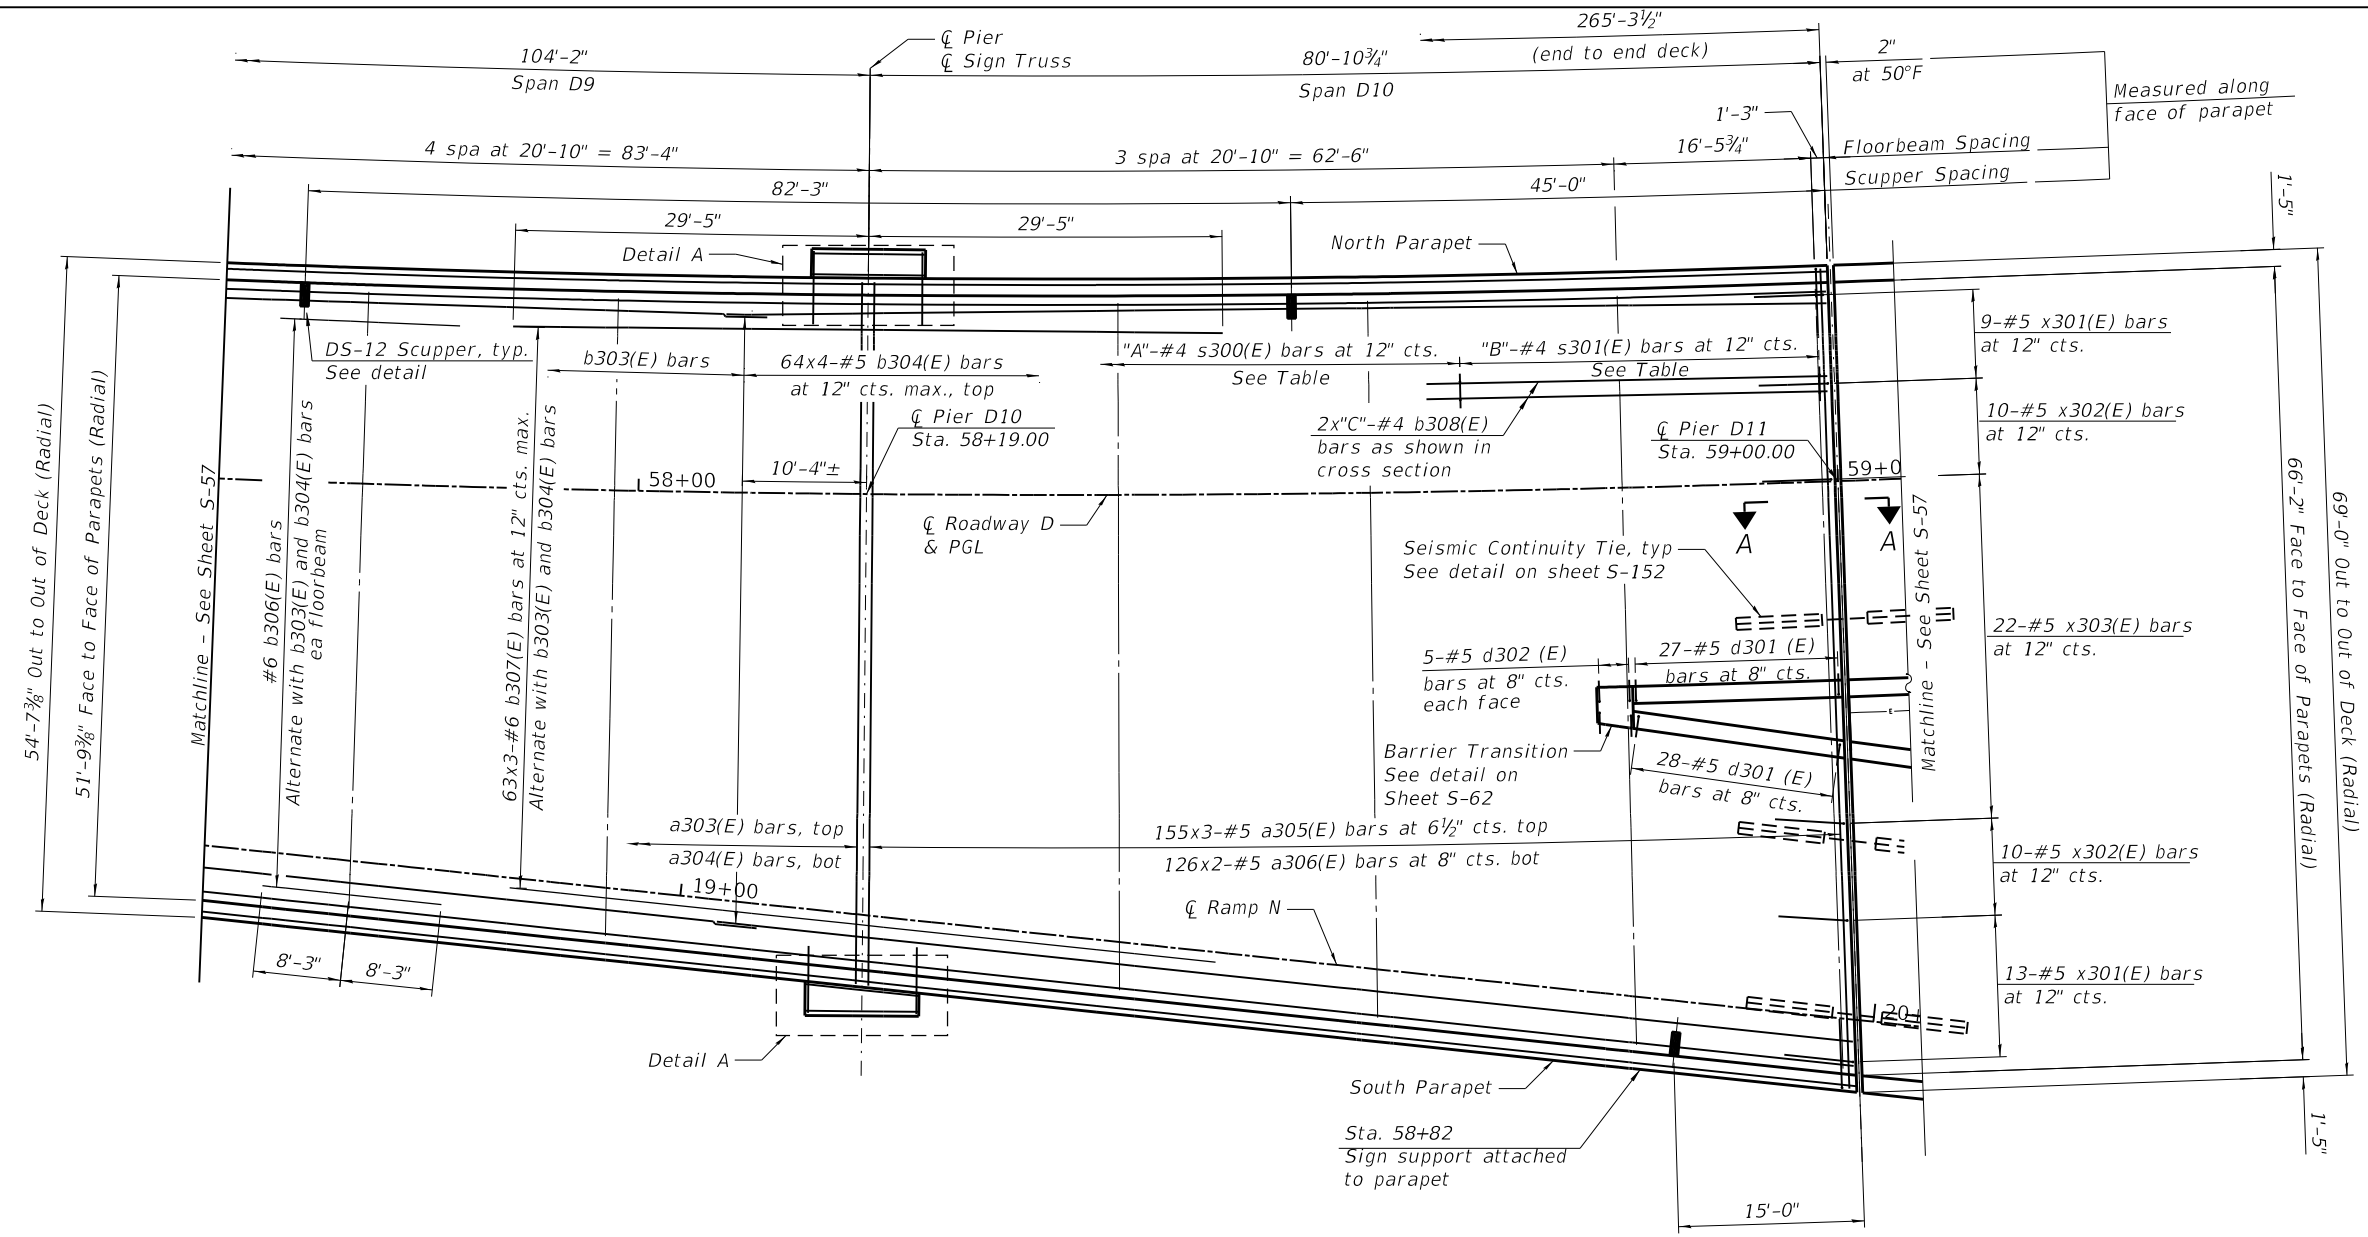 265'-3½"
(end to end deck)
104'-2"
Span D9
℄ Pier
℄ Sign Truss
80'-10¾"
Span D10
2"
at 50°F
Measured along
face of parapet
1'-3"
4 spa at 20'-10" = 83'-4"
3 spa at 20'-10" = 62'-6"
16'-5¾"
Floorbeam Spacing
Scupper Spacing
82'-3"
45'-0"
29'-5"
29'-5"
1'-5"
Detail A
North Parapet
DS-12 Scupper, typ.
See detail
b303(E) bars
64x4-#5 b304(E) bars
at 12" cts. max., top
"A"-#4 s300(E) bars at 12" cts.
See Table
"B"-#4 s301(E) bars at 12" cts.
See Table
9-#5 x301(E) bars
at 12" cts.
10-#5 x302(E) bars
at 12" cts.
℄ Pier D10
Sta. 58+19.00
2x"C"-#4 b308(E)
bars as shown in
cross section
℄ Pier D11
Sta. 59+00.00
54'-7⅜" Out to Out of Deck (Radial)
51'-9⅜" Face to Face of Parapets (Radial)
Matchline - See Sheet S-57
#6 b306(E) bars
Alternate with b303(E) and b304(E) bars
ea floorbeam
63x3-#6 b307(E) bars at 12" cts. max.
Alternate with b303(E) and b304(E) bars
58+00
10'-4"±
59+0
℄ Roadway D
& PGL
A
A
Seismic Continuity Tie, typ
See detail on sheet S-152
Matchline - See Sheet S-57
66'-2" Face to Face of Parapets (Radial)
69'-0" Out to Out of Deck (Radial)
22-#5 x303(E) bars
at 12" cts.
5-#5 d302 (E)
bars at 8" cts.
each face
27-#5 d301 (E)
bars at 8" cts.
E
Barrier Transition
See detail on
Sheet S-62
28-#5 d301 (E)
bars at 8" cts.
a303(E) bars, top
a304(E) bars, bot
155x3-#5 a305(E) bars at 6½" cts. top
126x2-#5 a306(E) bars at 8" cts. bot
10-#5 x302(E) bars
at 12" cts.
19+00
℄ Ramp N
8'-3"
8'-3"
13-#5 x301(E) bars
at 12" cts.
20+
Detail A
South Parapet
Sta. 58+82
Sign support attached
to parapet
1'-5"
15'-0"